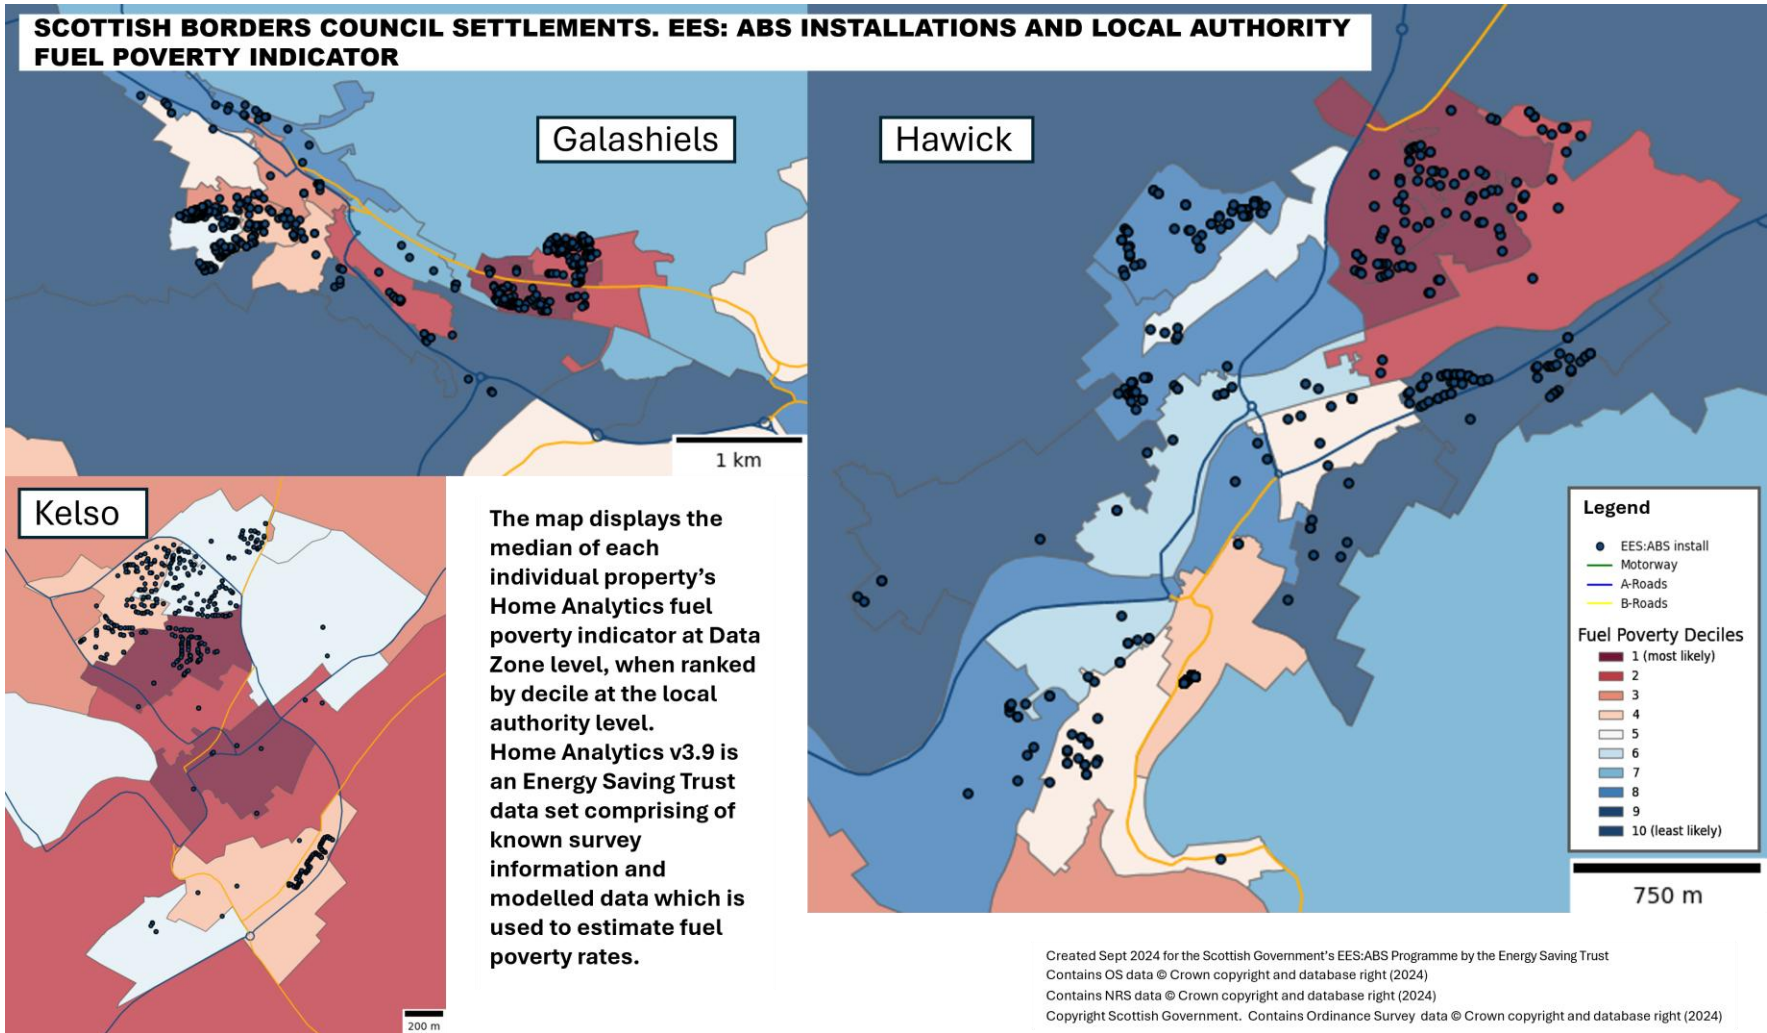 SCOTTISH BORDERS COUNCIL SETTLEMENTS. EES: ABS INSTALLATIONS AND LOCAL AUTHORITY
FUEL POVERTY INDICATOR
Galashiels
1 km
Hawick
Kelso
200 m
The map displays the
median of each
individual property’s
Home Analytics fuel
poverty indicator at Data
Zone level, when ranked
by decile at the local
authority level.
Home Analytics v3.9 is
an Energy Saving Trust
data set comprising of
known survey
information and
modelled data which is
used to estimate fuel
poverty rates.
Legend
EES:ABS install
Motorway
A-Roads
B-Roads
Fuel Poverty Deciles
1 (most likely)
2
3
4
5
6
7
8
9
10 (least likely)
750 m
Created Sept 2024 for the Scottish Government’s EES:ABS Programme by the Energy Saving Trust
Contains OS data © Crown copyright and database right (2024)
Contains NRS data © Crown copyright and database right (2024)
Copyright Scottish Government. Contains Ordinance Survey data © Crown copyright and database right (2024)